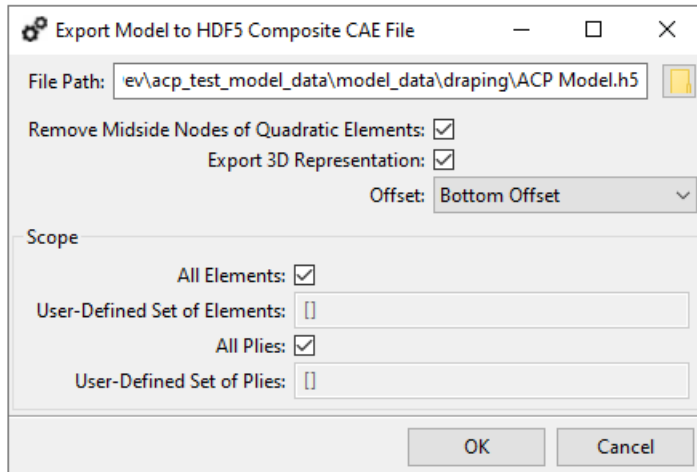 Export Model to HDF5 Composite CAE File
File Path: ev\acp_test_model_data\model_data\draping\ACP Model.h5
Remove Midside Nodes of Quadratic Elements:
Export 3D Representation:
Offset: Bottom Offset
Scope
All Elements:
User-Defined Set of Elements: []
All Plies:
User-Defined Set of Plies: []
OK Cancel